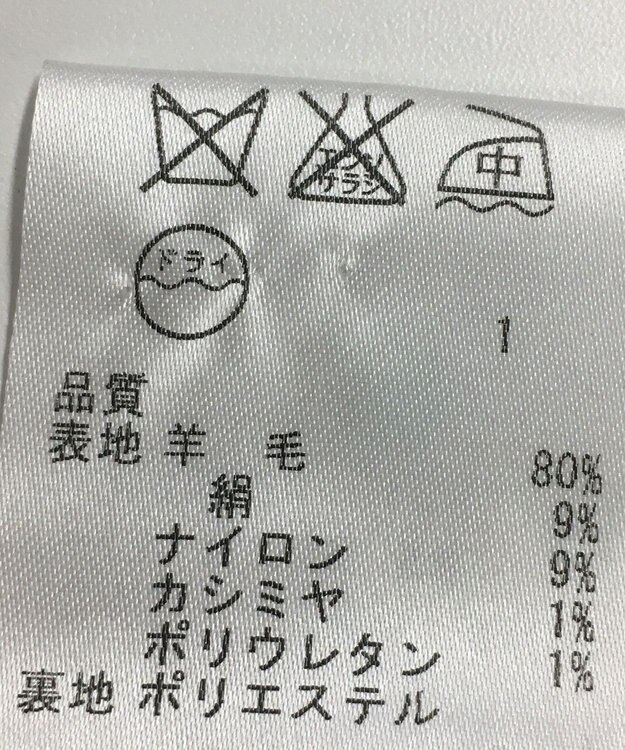 エンソ
サラシ
中
ドライ
1
品質
表地 羊 毛 80%
絹 9%
ナイロン 9%
カシミヤ 1%
ポリウレタン 1%
裏地 ポリエステル